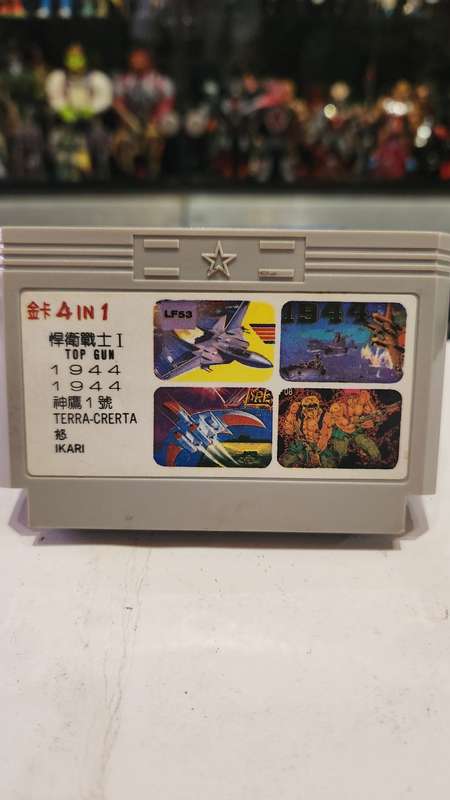 金卡 4 IN 1
悍衛戰士 I
TOP GUN
1944
1944
神鷹 1 號
TERRA-CRERTA
怒
IKARI
LF53
1944